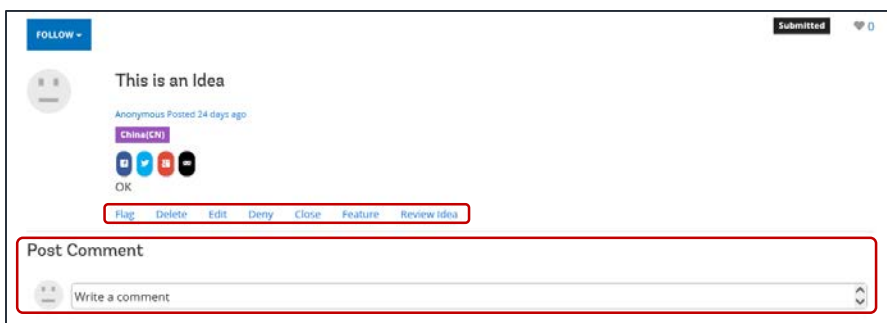 FOLLOW
Submitted
0
This is an Idea
Anonymous Posted 24 days ago
China(CN)
OK
Flag Delete Edit Deny Close Feature Review Idea
Post Comment
Write a comment